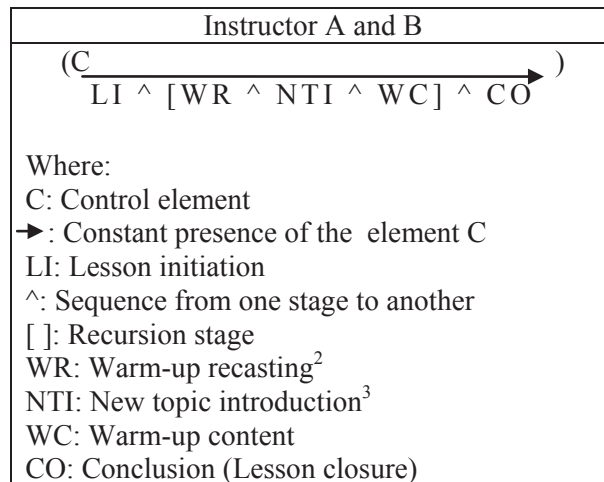 Instructor A and B
(C )
LI ^ [WR ^ NTI ^ WC] ^ CO
Where:
C: Control element
→: Constant presence of the element C
LI: Lesson initiation
^: Sequence from one stage to another
[ ]: Recursion stage
WR: Warm-up recasting²
NTI: New topic introduction³
WC: Warm-up content
CO: Conclusion (Lesson closure)